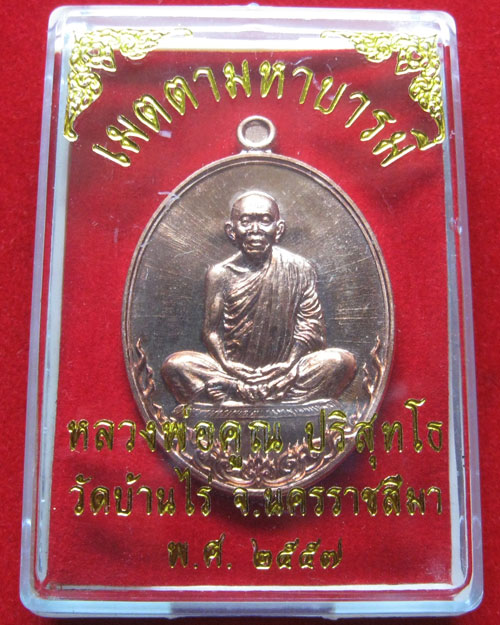 เมตตามหาบารมี
หลวงพ่อคูณ ปริสุทโธ
วัดบ้านไร่ จ.นครราชสีมา
พ.ศ. ๒๕๕๗